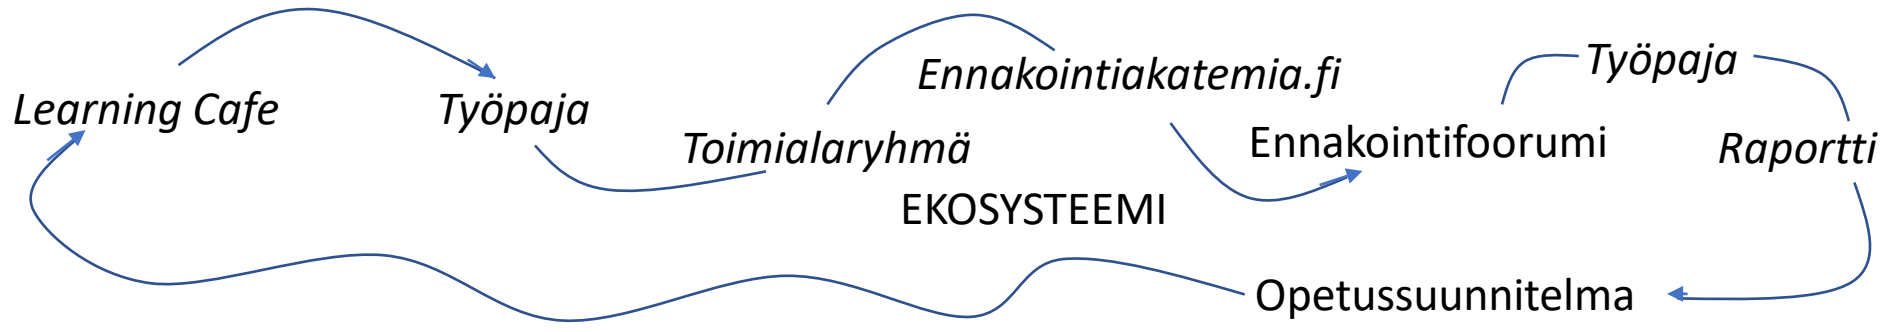 Learning Cafe
Työpaja
Toimialaryhmä
Ennakointiakatemia.fi
Ennakointifoorumi
Työpaja
Raportti
EKOSYSTEEMI
Opetussuunnitelma